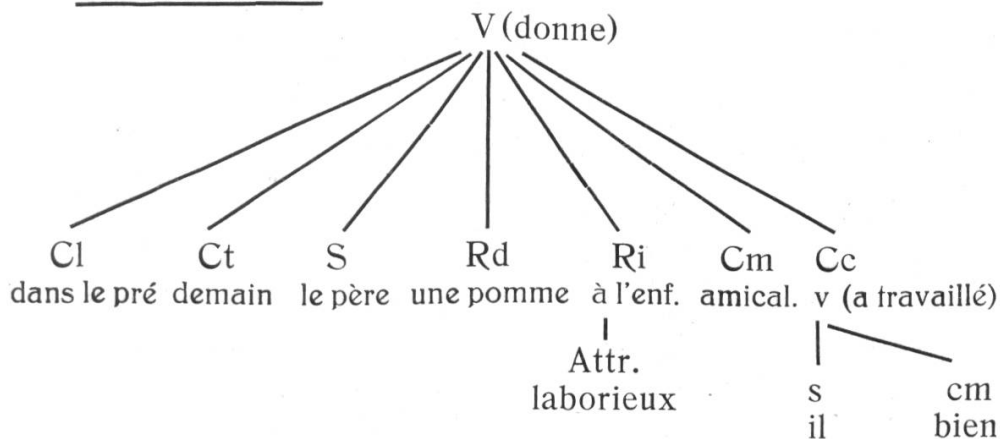 V (donne)
Cl Ct S Rd Ri Cm Cc
dans le pré demain le père une pomme à l'enf. amical. v (a travaillé)
Attr.
laborieux
s cm
il bien